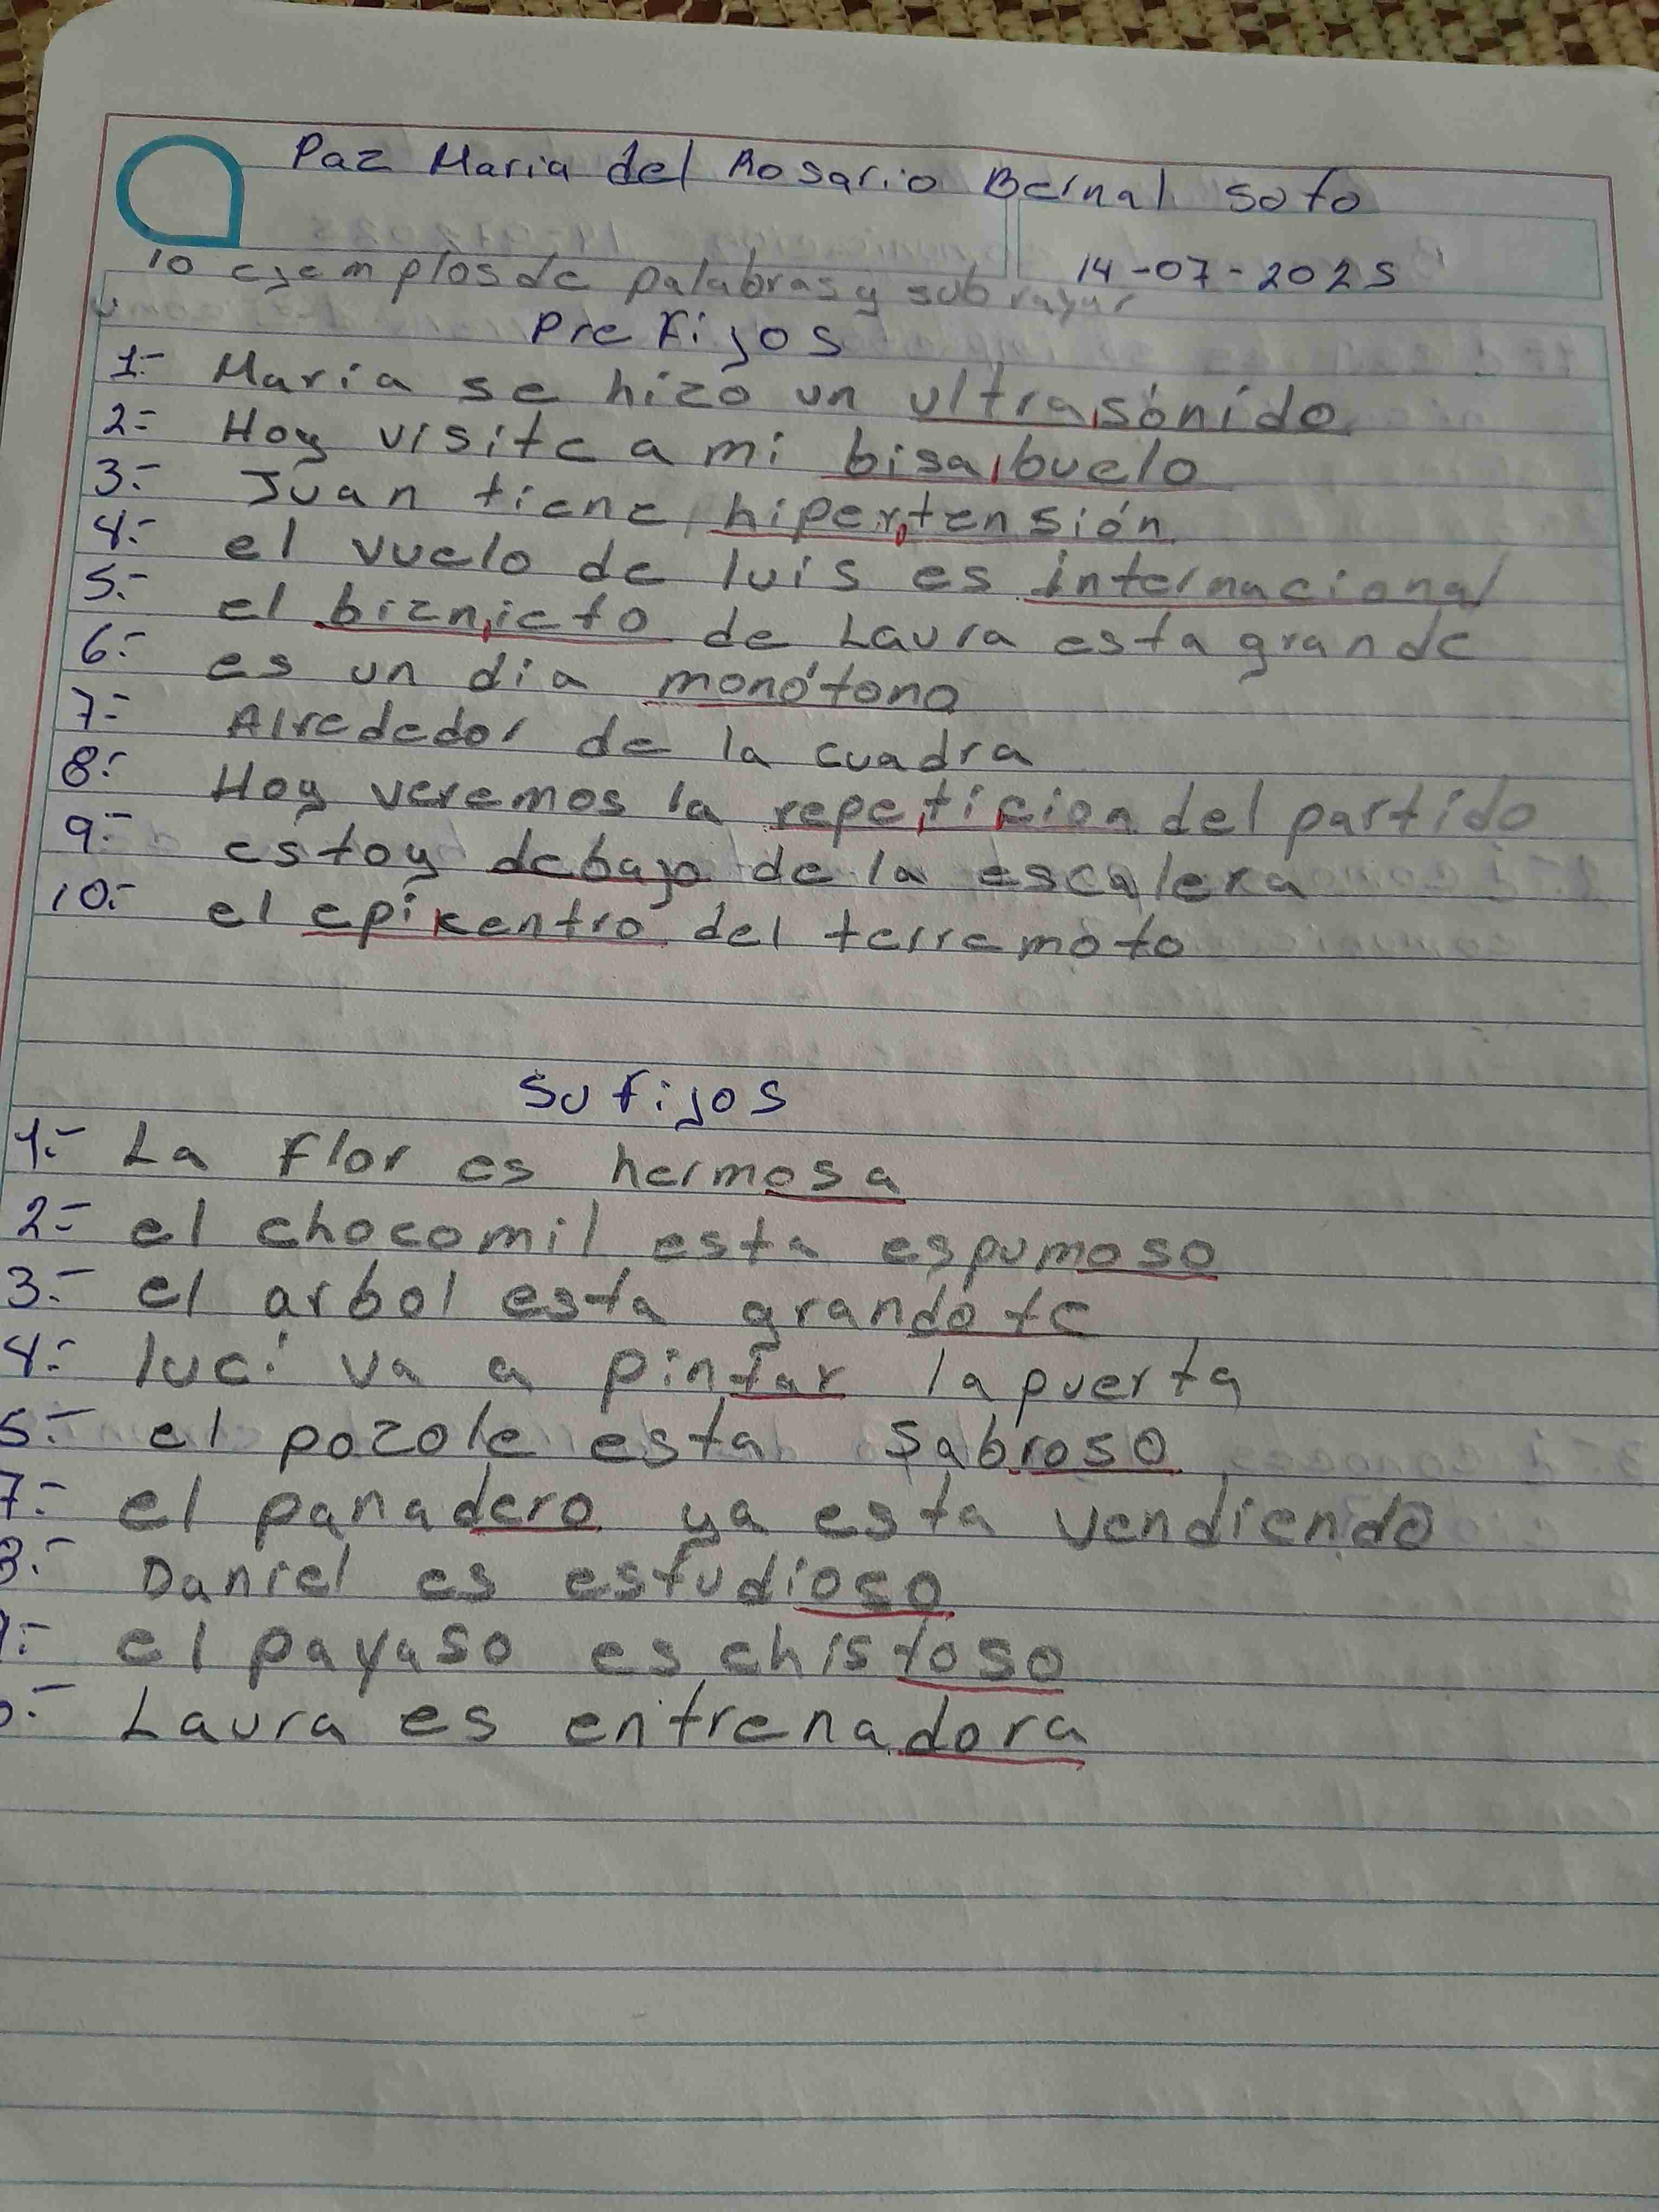 Paz Maria del Rosario Bernal Soto
14-07-2025
10 ejemplos de palabras y subrayar
Prefijos
1.- Maria se hizo un ultrasónido
2.- Hoy visite a mi bisabuelo
3.- Juan tiene hipertensión
4.- el vuelo de luis es internacional
5.- el biznieto de Laura esta grande
6.- es un dia monótono
7.- Alrededor de la cuadra
8.- Hoy veremos la repeticion del partido
9.- estoy debajo de la escalera
10.- el epikentro del terremoto
Sufijos
1.- La flor es hermosa
2.- el chocomil esta espumoso
3.- el arbol esta grandote
4.- luci va a pintar la puerta
5.- el pozole esta sabroso
7.- el panadero ya esta vendiendo
8.- Daniel es estudioso
.- el payaso es chistoso
.- Laura es entrenadora